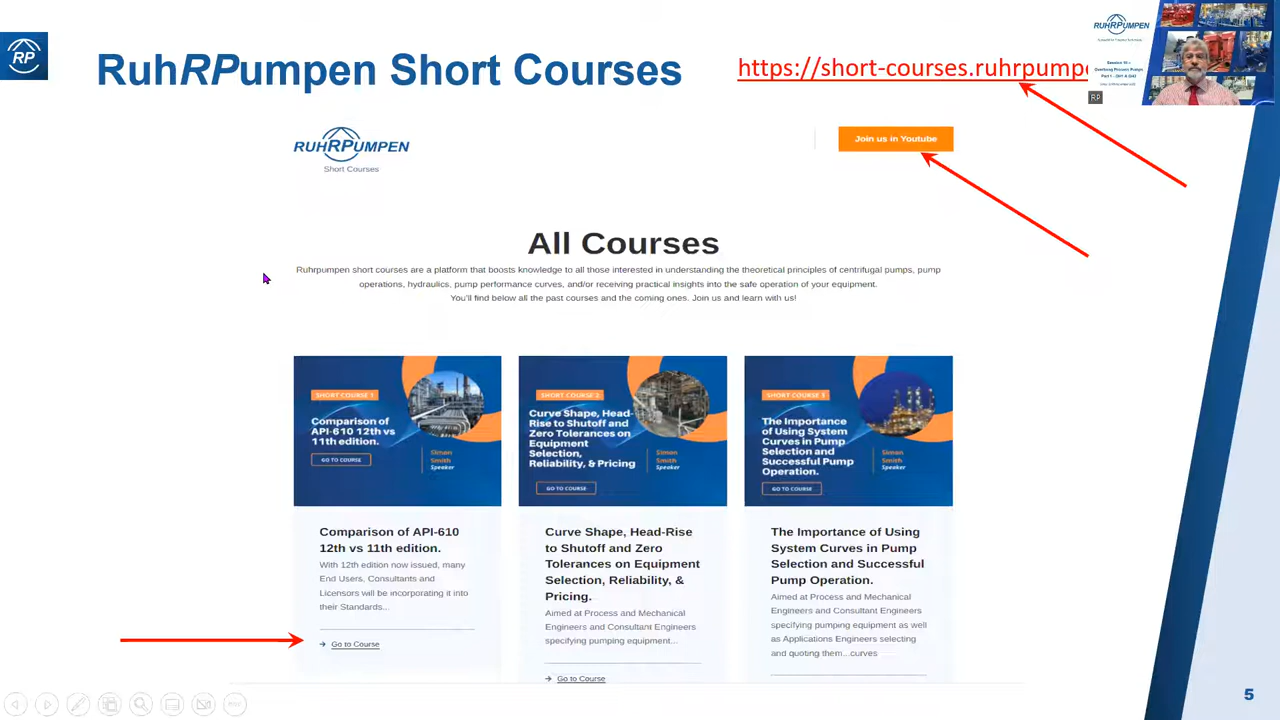 RP
RuhRPumpen Short Courses
https://short-courses.ruhrpumpe
RUHRPUMPEN
RP
RUHRPUMPEN
Short Courses
Join us in Youtube
All Courses
Ruhrpumpen short courses are a platform that boosts knowledge to all those interested in understanding the theoretical principles of centrifugal pumps, pump
operations, hydraulics, pump performance curves, and/or receiving practical insights into the safe operation of your equipment.
You'll find below all the past courses and the coming ones. Join us and learn with us!
SHORT COURSE 1
Comparison of
API-610 12th vs
11th edition.
GO TO COURSE
Simon
Smith
Speaker
SHORT COURSE 2
Curve Shape, Head-
Rise to Shutoff and
Zero Tolerances on
Equipment
Selection,
Reliability, & Pricing
GO TO COURSE
Simon
Smith
Speaker
SHORT COURSE 3
The Importance
of Using System
Curves in Pump
Selection and
Successful Pump
Operation.
GO TO COURSE
Simon
Smith
Speaker
Comparison of API-610
12th vs 11th edition.
With 12th edition now issued, many
End Users, Consultants and
Licensors will be incorporating it into
their Standards...
Go to Course
Curve Shape, Head-Rise
to Shutoff and Zero
Tolerances on Equipment
Selection, Reliability, &
Pricing.
Aimed at Process and Mechanical
Engineers and Consultant Engineers
specifying pumping equipment...
Go to Course
The Importance of Using
System Curves in Pump
Selection and Successful
Pump Operation.
Aimed at Process and Mechanical
Engineers and Consultant Engineers
specifying pumping equipment as well
as Applications Engineers selecting
and quoting them...curves
5